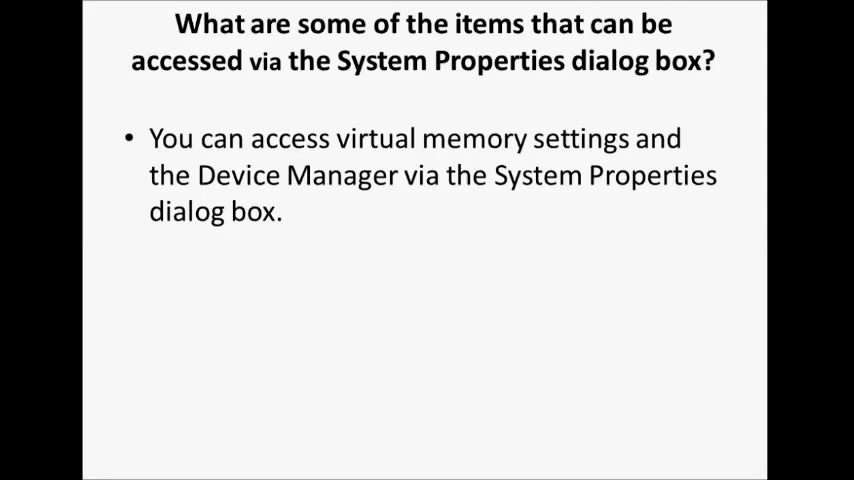 What are some of the items that can be
accessed via the System Properties dialog box?
• You can access virtual memory settings and
the Device Manager via the System Properties
dialog box.